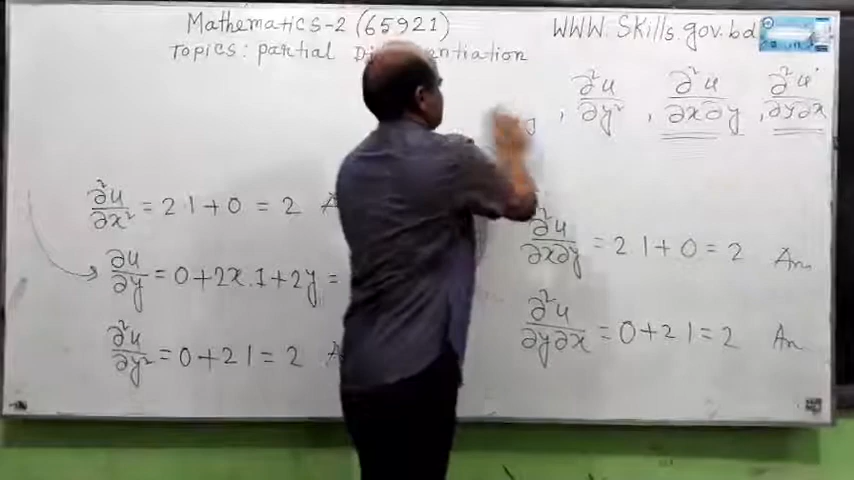 Mathematics-2 (65921)
WWW.Skills.gov.bd
Topics: partial Differentiation
, ∂²u/∂y² , ∂²u/∂x∂y , ∂²u/∂y∂x
∂²u/∂x² = 2.1+0 = 2
∂²u/∂x∂y = 2.1+0 = 2 Ans
∂u/∂y = 0+2x.1+2y =
∂²u/∂y∂x = 0+2.1 = 2 Ans
∂²u/∂y² = 0+2.1 = 2